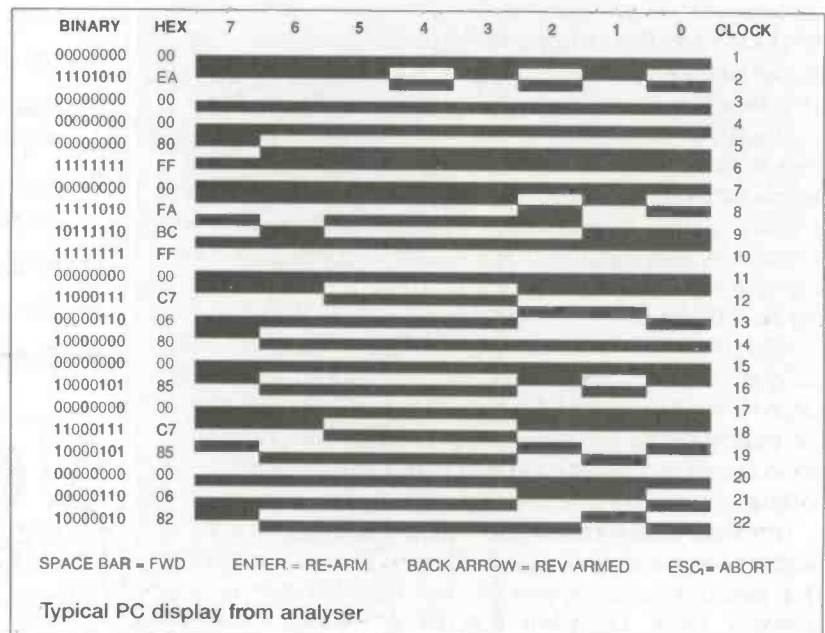 BINARY HEX 7 6 5 4 3 2 1 0 CLOCK
00000000 00 1
11101010 EA 2
00000000 00 3
00000000 00 4
00000000 80 5
11111111 FF 6
00000000 00 7
11111010 FA 8
10111110 BC 9
11111111 FF 10
00000000 00 11
11000111 C7 12
00000110 06 13
10000000 80 14
00000000 00 15
10000101 85 16
00000000 00 17
11000111 C7 18
10000101 85 19
00000000 00 20
00000110 06 21
10000010 82 22
SPACE BAR = FWD ENTER = RE-ARM BACK ARROW = REV ARMED ESC = ABORT
Typical PC display from analyser